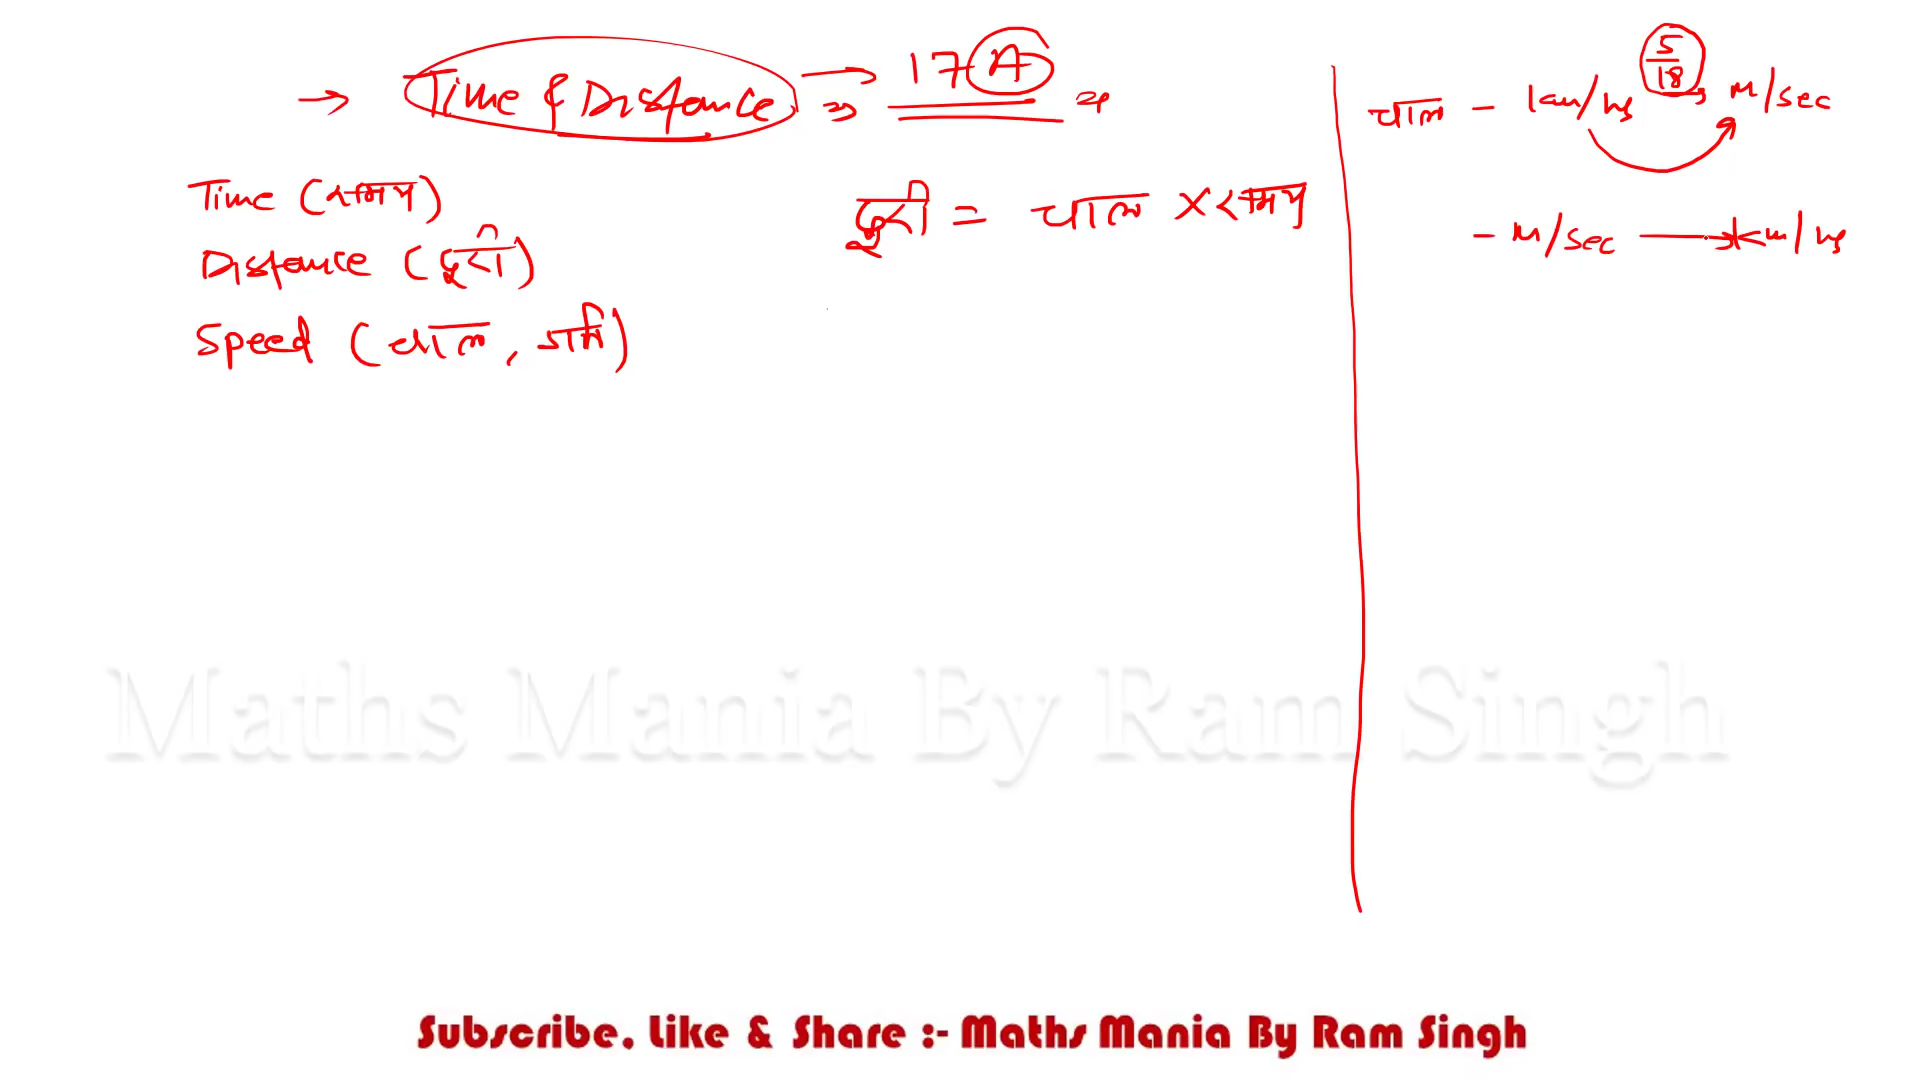 → Time & Distance → 17A
Time (समय)
Distance (दूरी)
Speed (चाल, गति)
दूरी = चाल × समय
चाल - km/hr 5/18 → m/sec
- m/sec → km/hr
Maths Mania By Ram Singh
Subscribe, Like & Share :- Maths Mania By Ram Singh